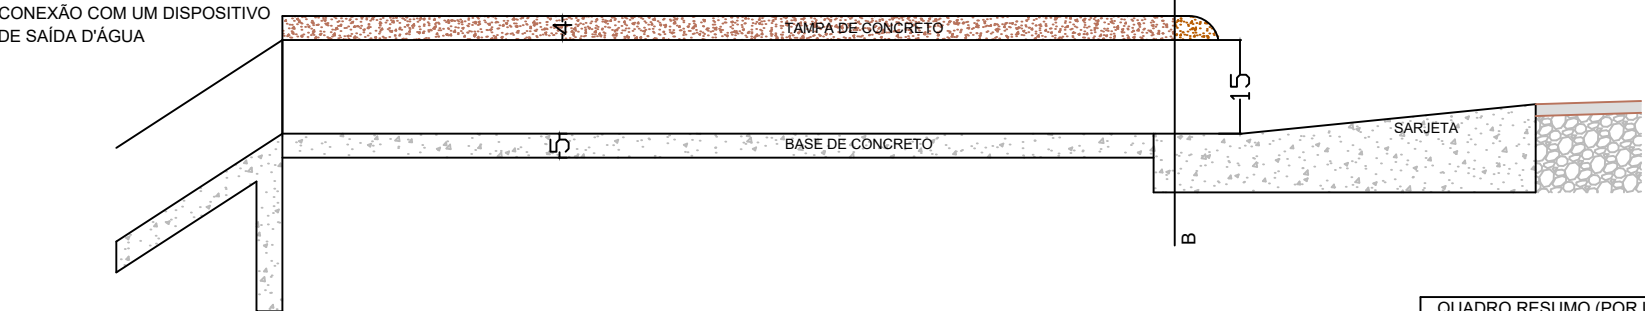 CONEXÃO COM UM DISPOSITIVO
DE SAÍDA D'ÁGUA
4
TAMPA DE CONCRETO
15
SARJETA
5
BASE DE CONCRETO
B
QUADRO RESUMO (POR